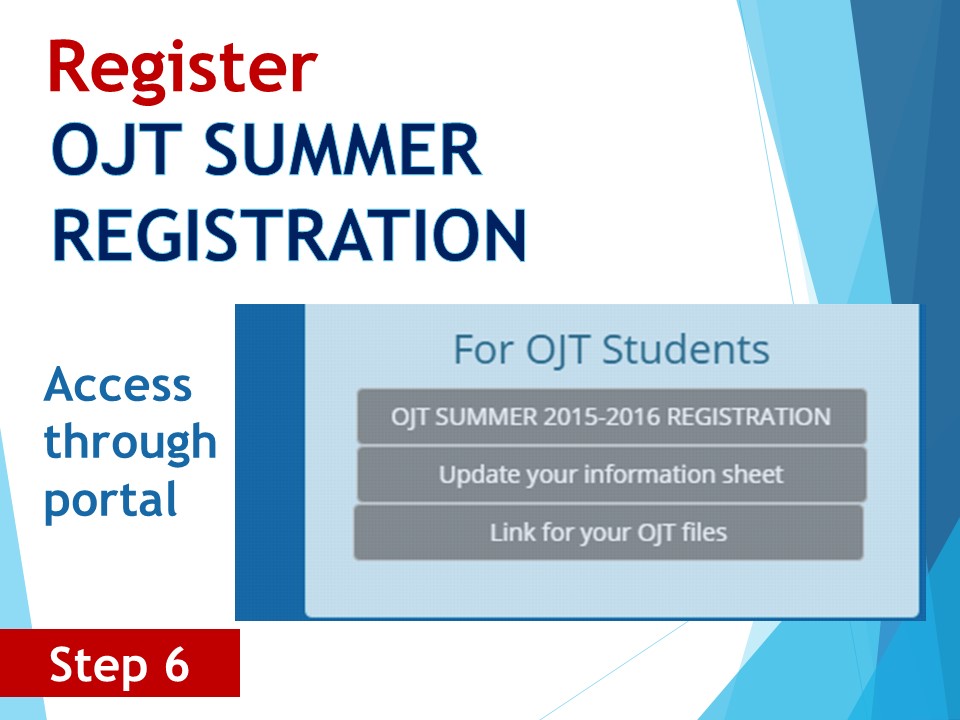 Register
OJT SUMMER
REGISTRATION
Access
through
portal
For OJT Students
OJT SUMMER 2015-2016 REGISTRATION
Update your information sheet
Link for your OJT files
Step 6